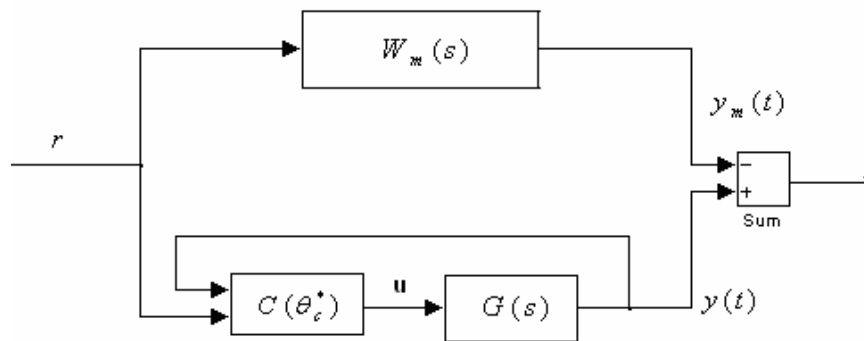 W_m(s)
y_m(t)
r
−
+
Sum
C(θ_c^*)
u
G(s)
y(t)